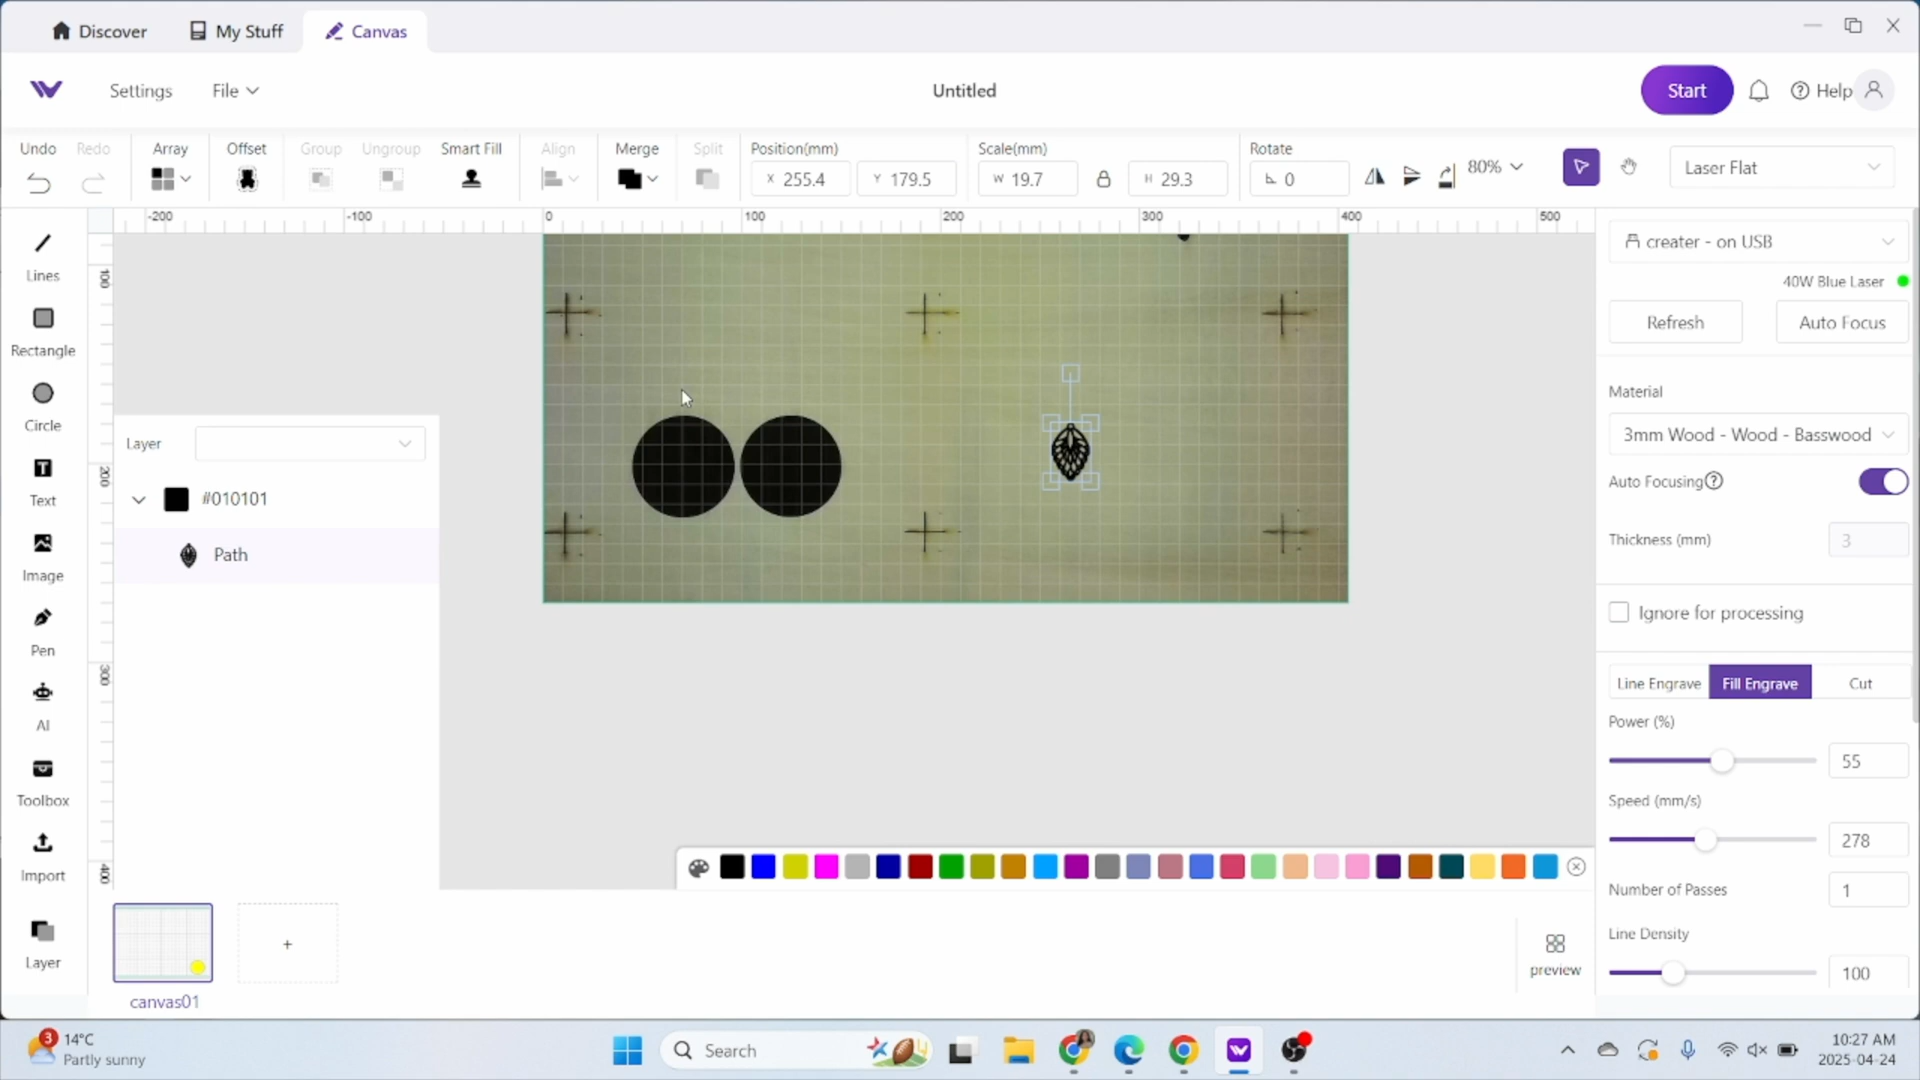 Discover
My Stuff
Canvas
Settings
File
Untitled
Start
Help
Undo
Redo
Array
Offset
Group
Ungroup
Smart Fill
Align
Merge
Split
Position(mm)
X 255.4
Y 179.5
Scale(mm)
W 19.7
H 29.3
Rotate
0
80%
Laser Flat
-200
-100
0
100
200
300
400
500
100
200
300
400
Lines
Rectangle
Circle
Text
Image
Pen
AI
Toolbox
Import
Layer
Layer
#010101
Path
creater - on USB
40W Blue Laser
Refresh
Auto Focus
Material
3mm Wood - Wood - Basswood
Auto Focusing
Thickness (mm)
3
Ignore for processing
Line Engrave
Fill Engrave
Cut
Power (%)
55
Speed (mm/s)
278
Number of Passes
1
Line Density
100
+
canvas01
preview
3
14°C
Partly sunny
Search
10:27 AM
2025-04-24